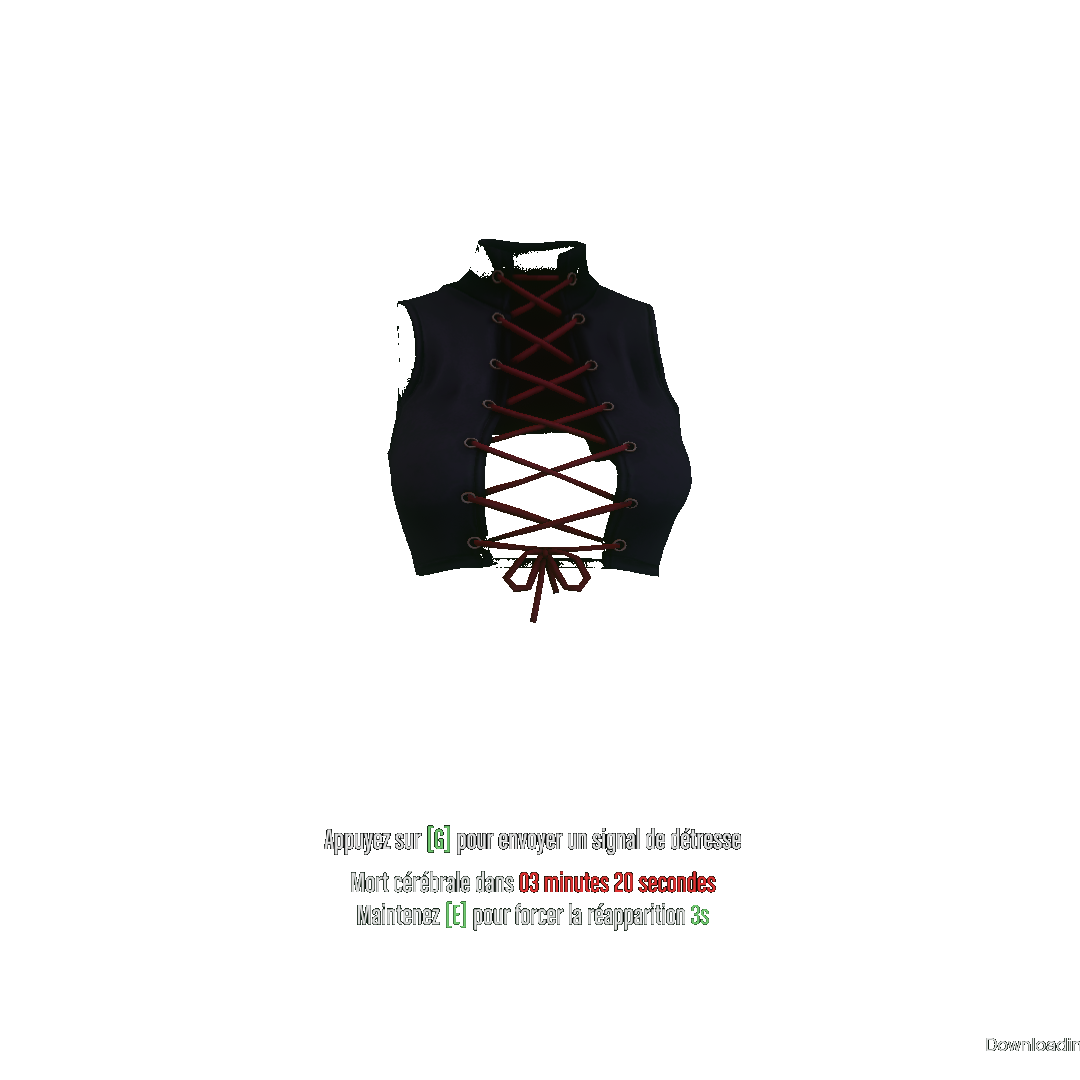 Appuyez sur [G] pour envoyer un signal de détresse
Mort cérébrale dans 03 minutes 20 secondes
Maintenez [E] pour forcer la réapparition 3s
Downloadin